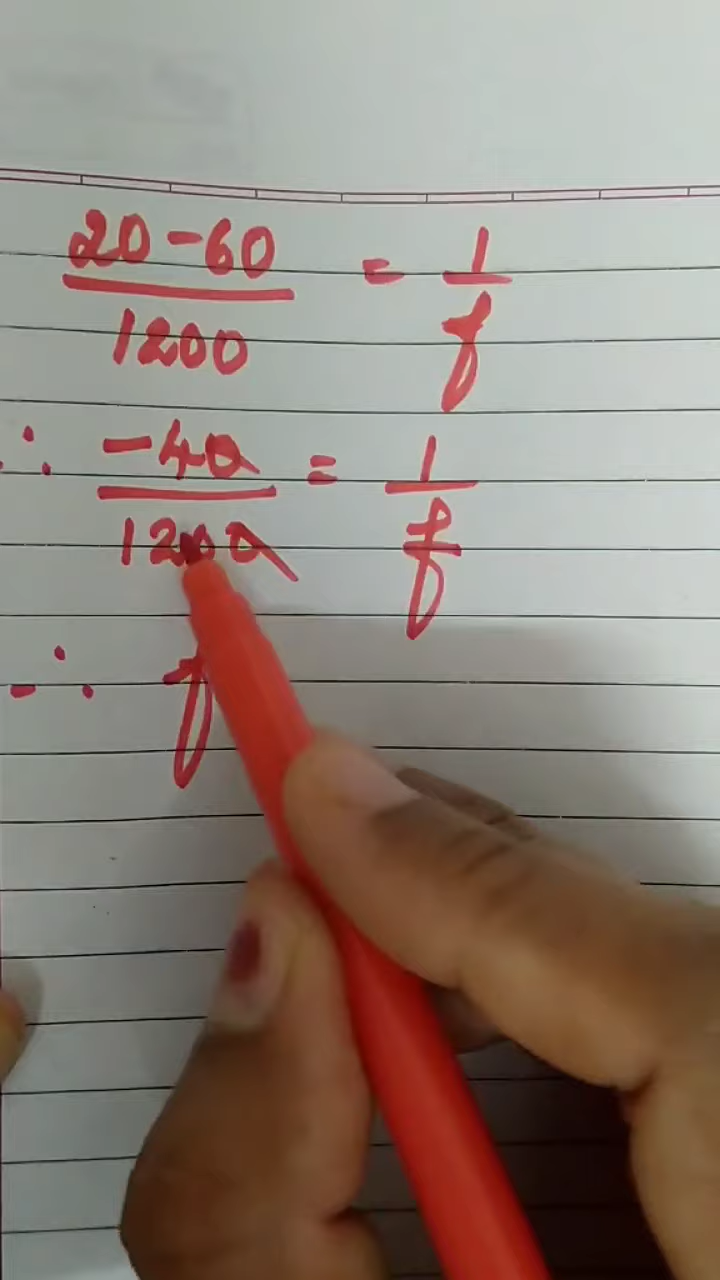 20 - 60 / 1200 = 1 / f
∴ -40 / 1200 = 1 / f
∴ f